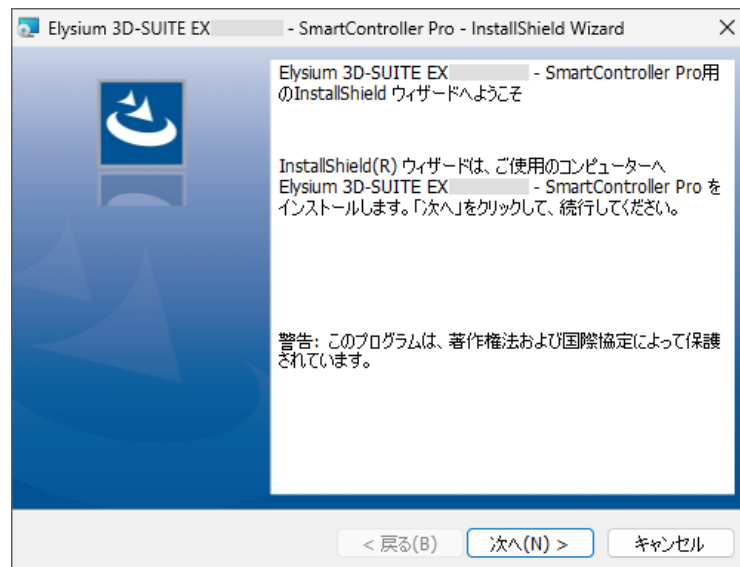 Elysium 3D-SUITE EX - SmartController Pro - InstallShield Wizard
Elysium 3D-SUITE EX - SmartController Pro用
のInstallShield ウィザードへようこそ
InstallShield(R) ウィザードは、ご使用のコンピューターへ
Elysium 3D-SUITE EX - SmartController Pro を
インストールします。「次へ」をクリックして、続行してください。
警告: このプログラムは、著作権法および国際協定によって保護
されています。
< 戻る(B) 次へ(N) > キャンセル